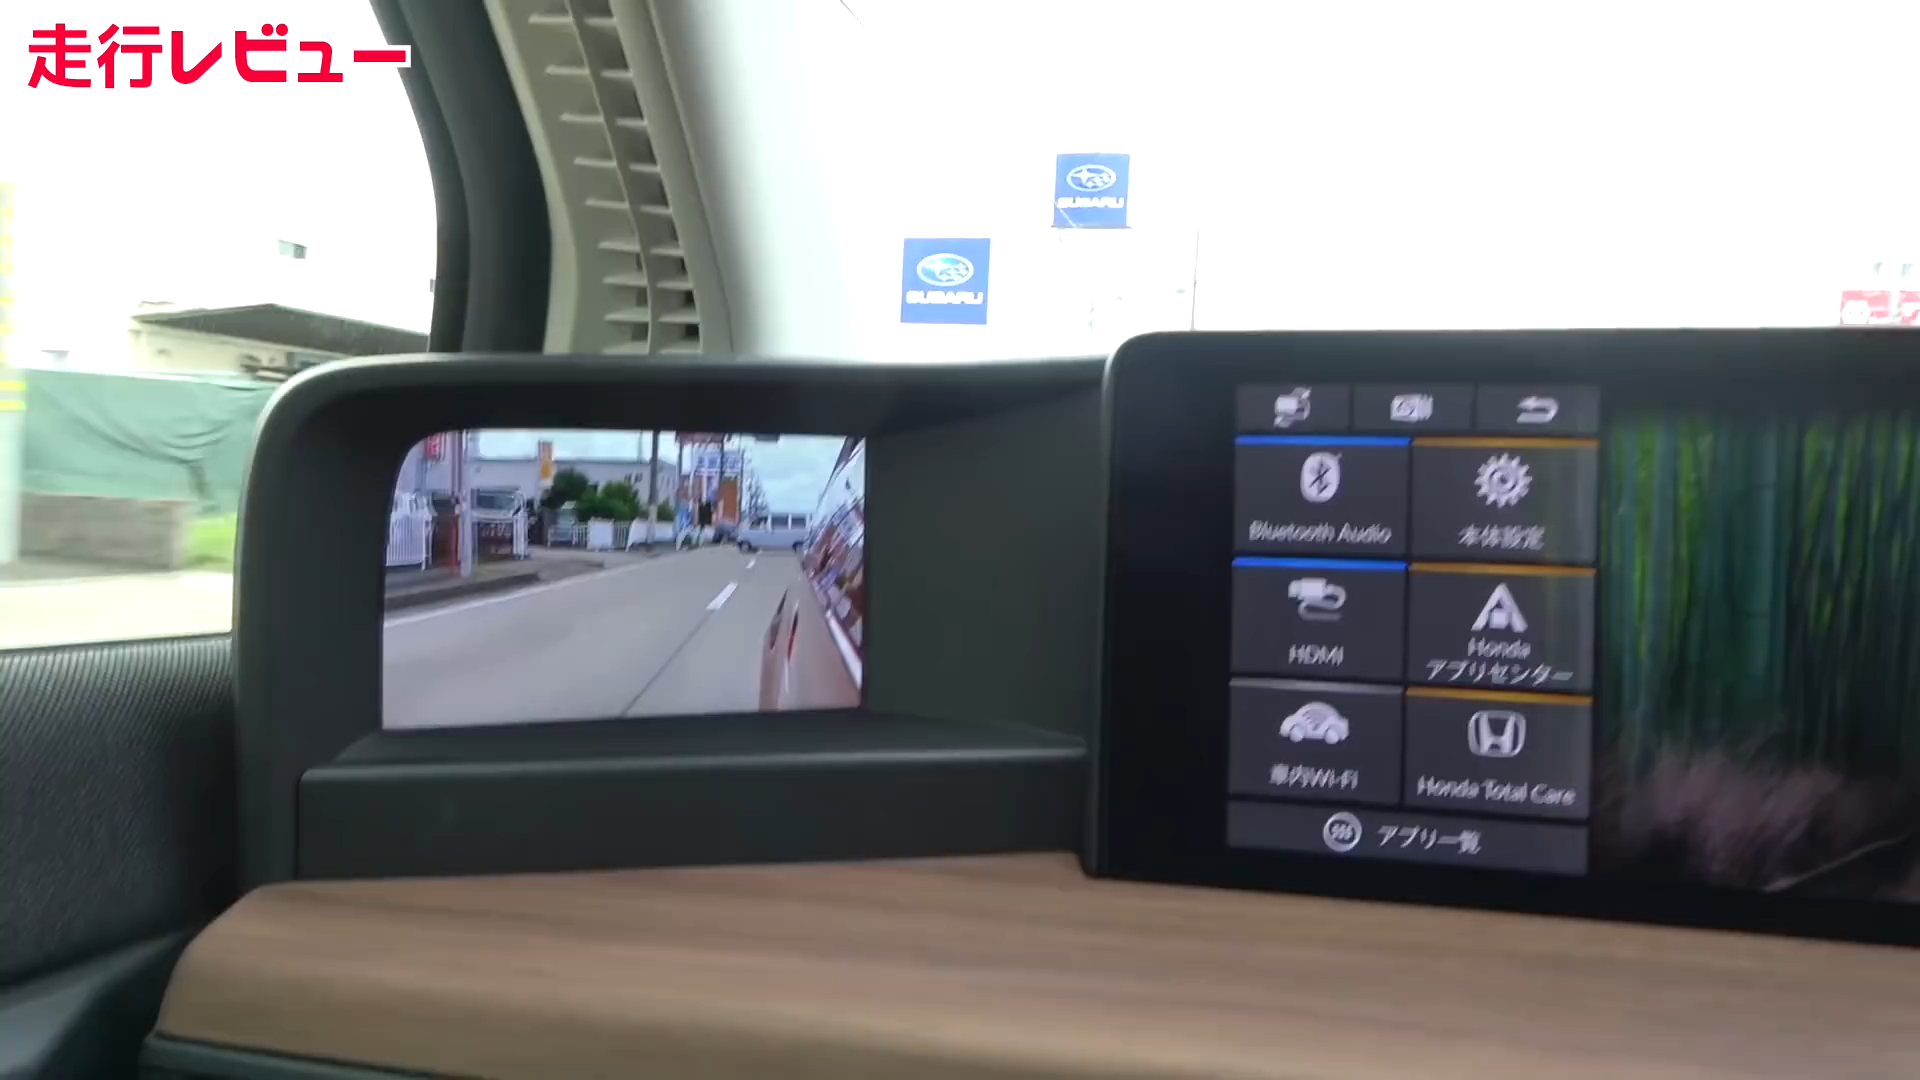 走行レビュー
SUBARU
SUBARU
Bluetooth Audio
本体設定
HDMI
Honda
アプリセンター
車内Wi-Fi
Honda Total Care
アプリ一覧